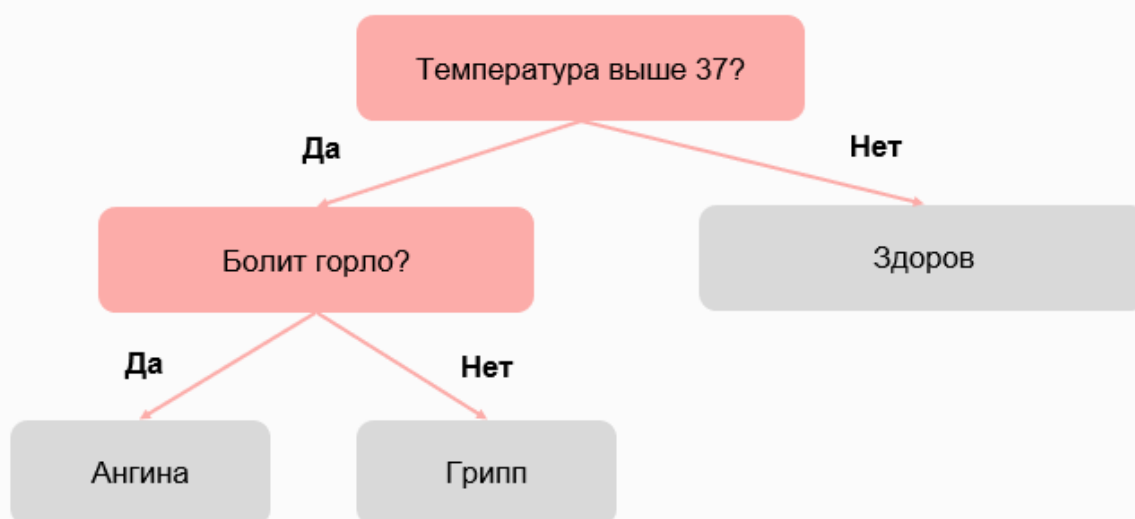 Температура выше 37?
Да
Нет
Болит горло?
Здоров
Да
Нет
Ангина
Грипп